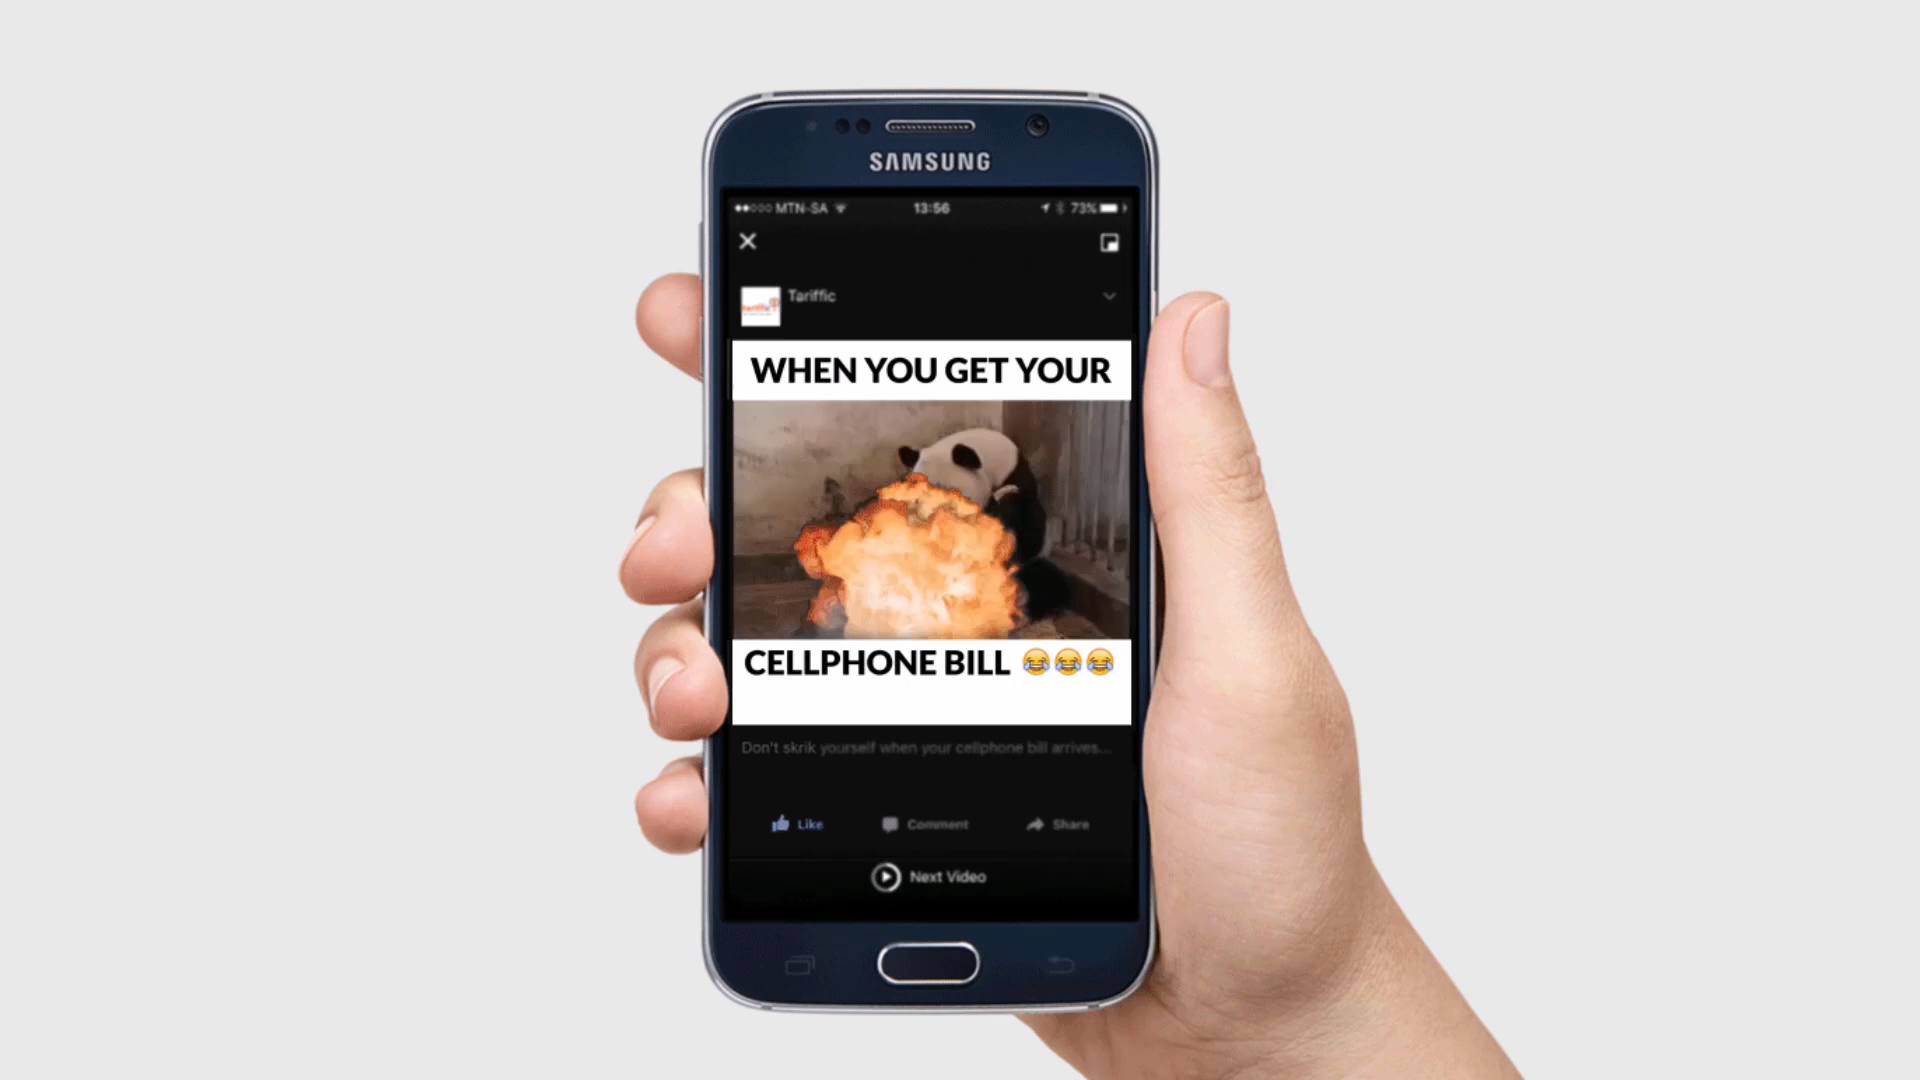 SAMSUNG
MTN-SA 13:56 73%
Tariffic
WHEN YOU GET YOUR
CELLPHONE BILL 😂😂😂
Don't skrik yourself when your cellphone bill arrives...
Like Comment Share
Next Video